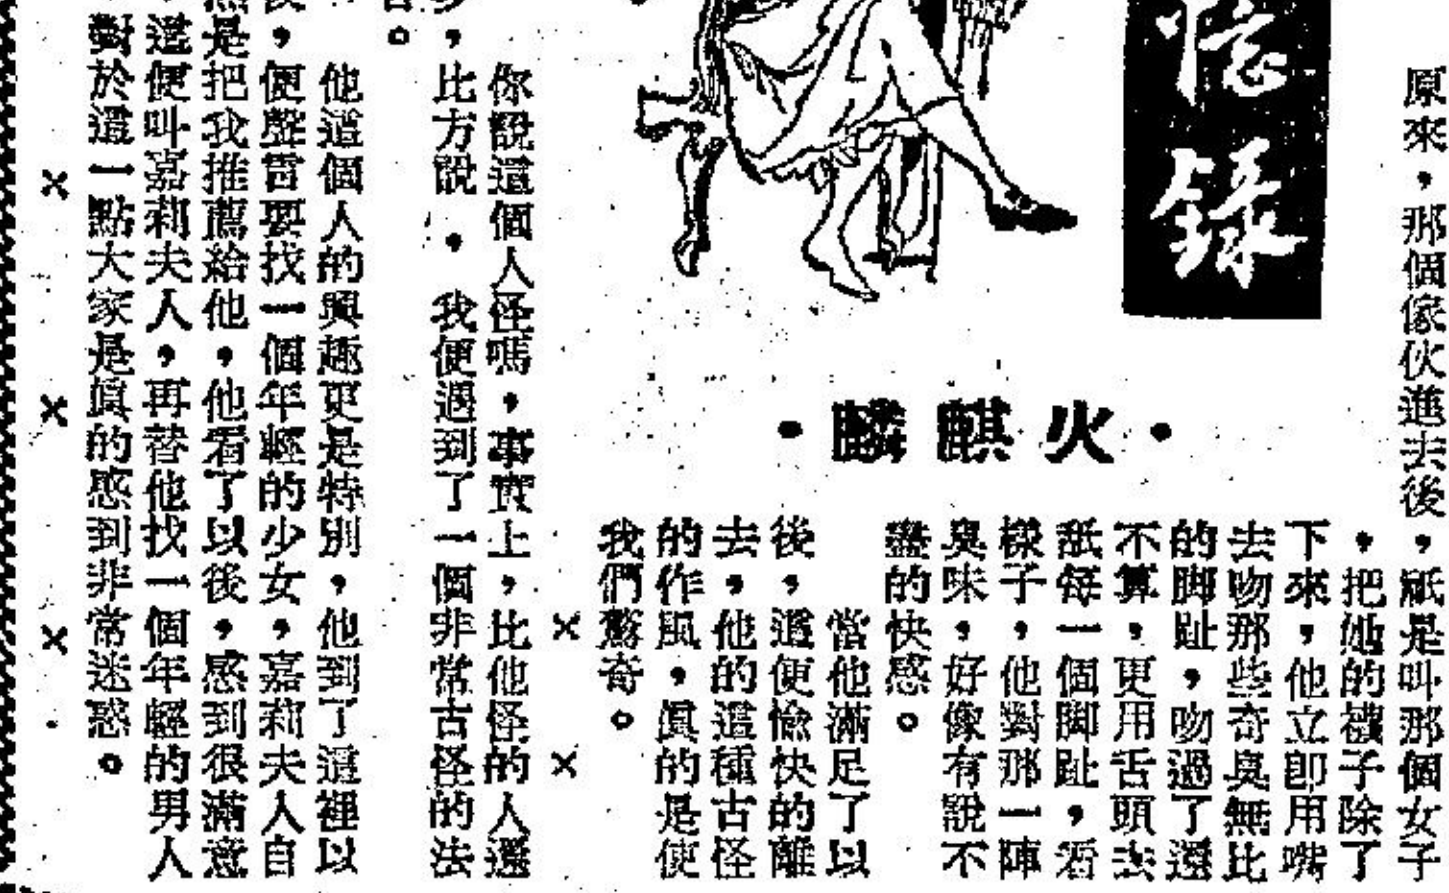 原來，那個傢伙進去後，祇是叫那個女子
，把她的襪子除了
下來，他立卽用嘴
去吻那些奇臭無比
的脚趾，吻過了還
不算，更用舌頭去
舐每一個脚趾，看
樣子，他對那一陣
臭味，好像有說不
盡的快感。
當他滿足了以
後，這便愉快的離
去，他的這種古怪
的作風，眞的是使
我們驚奇。
憶錄
•火麒麟•
× ×
你說這個人怪嗎，事實上，比他怪的人還
多，比方說，我便遇到了一個非常古怪的法
。
他這個人的興趣更是特別，他到了這裡以
後，便聲言要找一個年輕的少女，嘉莉夫人自
然是把我推薦給他，他看了以後，感到很滿意
，這便叫嘉莉夫人，再替他找一個年輕的男人
，對於這一點大家是眞的感到非常迷惑。
× × ×